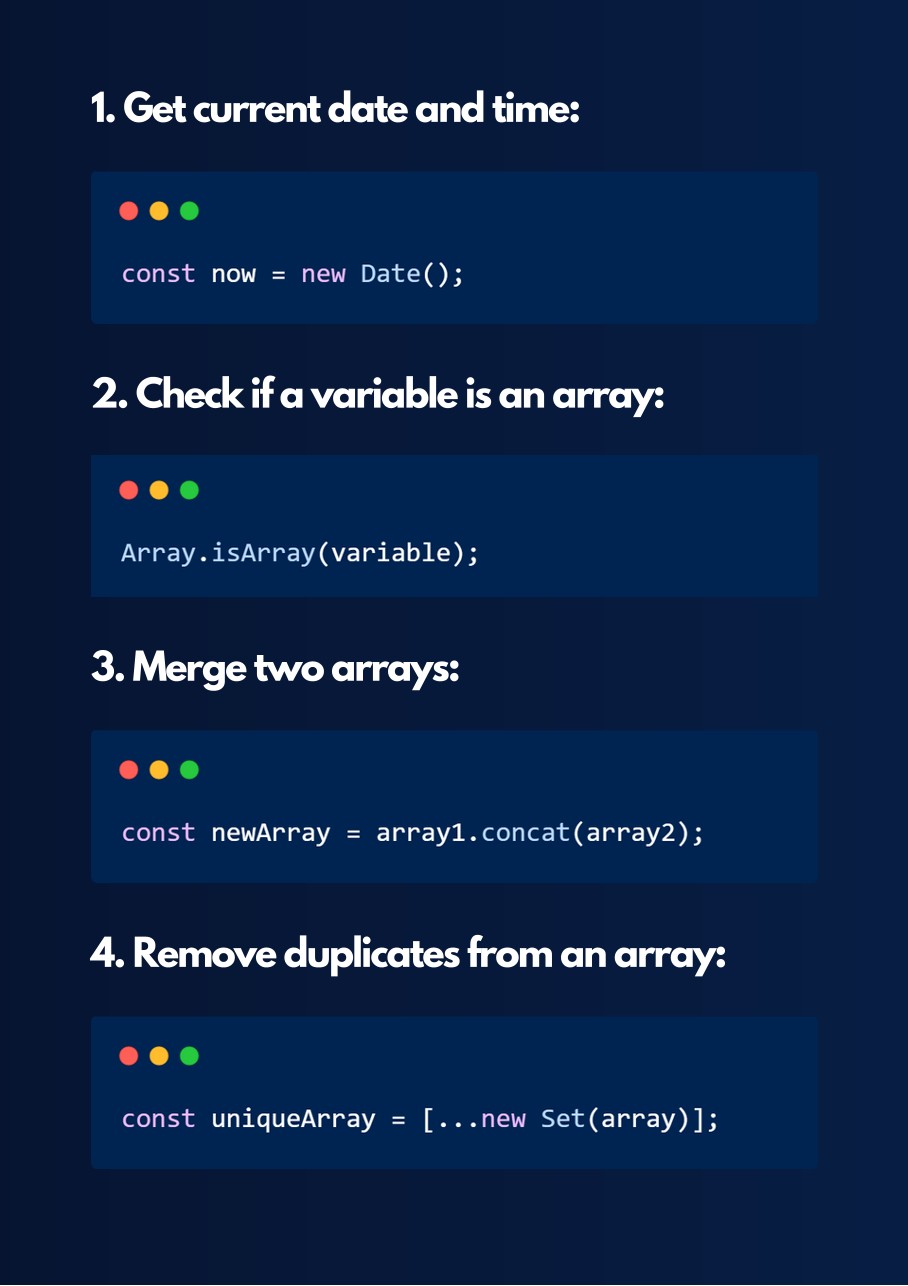 1. Get current date and time:
const now = new Date();
2. Check if a variable is an array:
Array.isArray(variable);
3. Merge two arrays:
const newArray = array1.concat(array2);
4. Remove duplicates from an array:
const uniqueArray = [...new Set(array)];